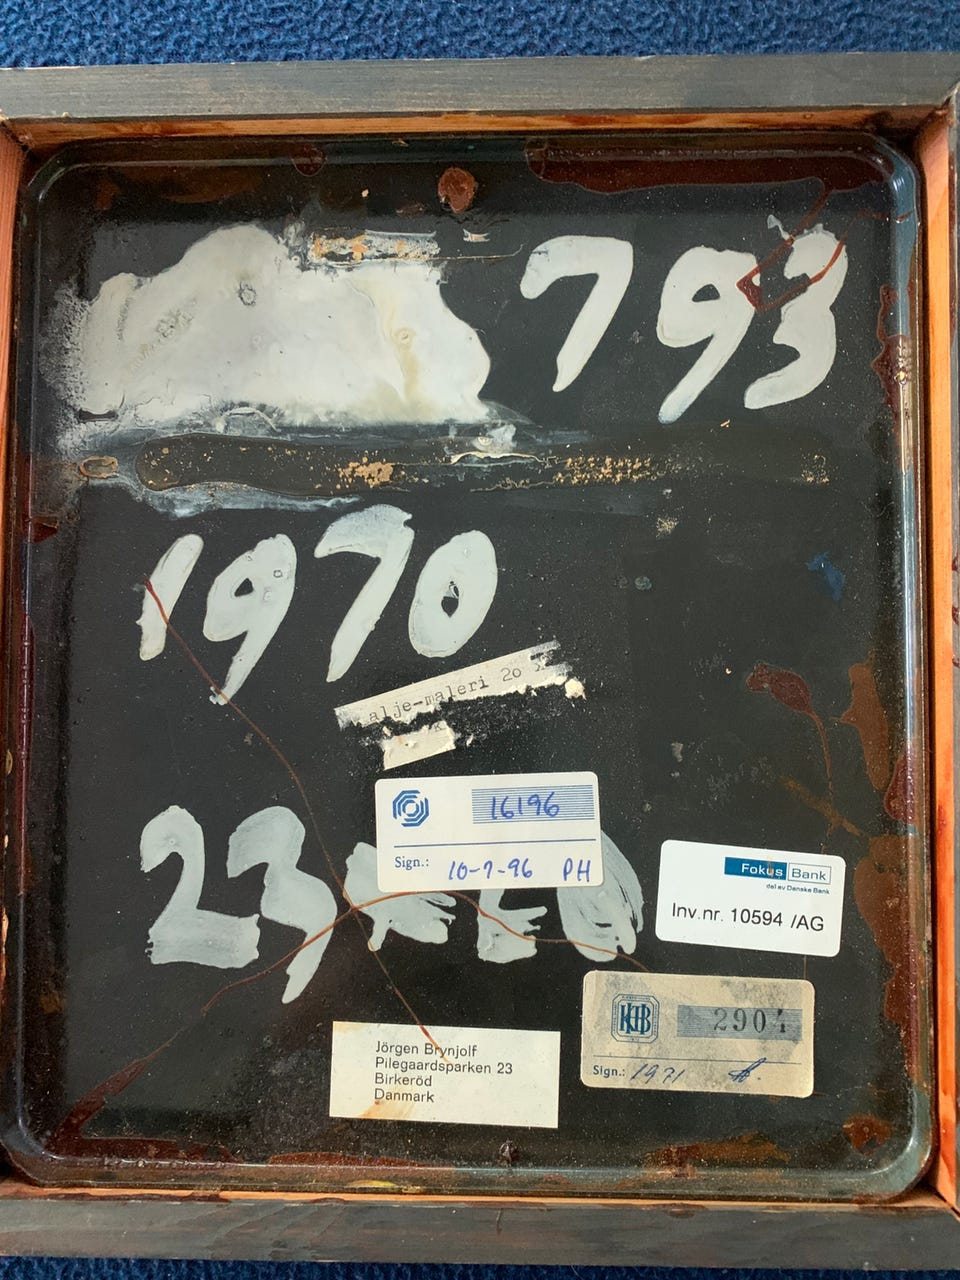 793
1970
alje-maleri 20 X
K
23
16196
Sign.: 10-7-96 PH
Fokus Bank
del av Danske Bank
Inv.nr. 10594 /AG
2904
Sign.: 1971
Jörgen Brynjolf
Pilegaardsparken 23
Birkeröd
Danmark